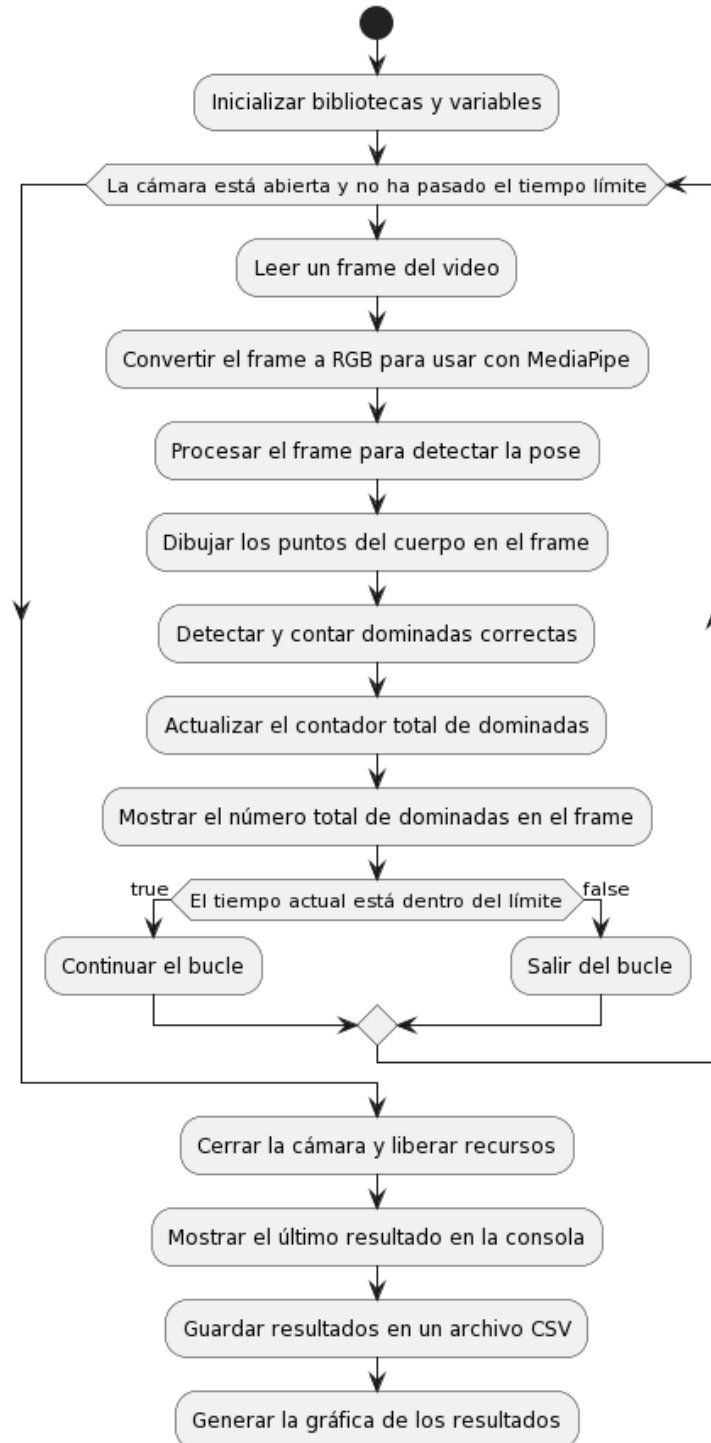 Inicializar bibliotecas y variables
La cámara está abierta y no ha pasado el tiempo límite
Leer un frame del video
Convertir el frame a RGB para usar con MediaPipe
Procesar el frame para detectar la pose
Dibujar los puntos del cuerpo en el frame
Detectar y contar dominadas correctas
Actualizar el contador total de dominadas
Mostrar el número total de dominadas en el frame
true
El tiempo actual está dentro del límite
false
Continuar el bucle
Salir del bucle
Cerrar la cámara y liberar recursos
Mostrar el último resultado en la consola
Guardar resultados en un archivo CSV
Generar la gráfica de los resultados